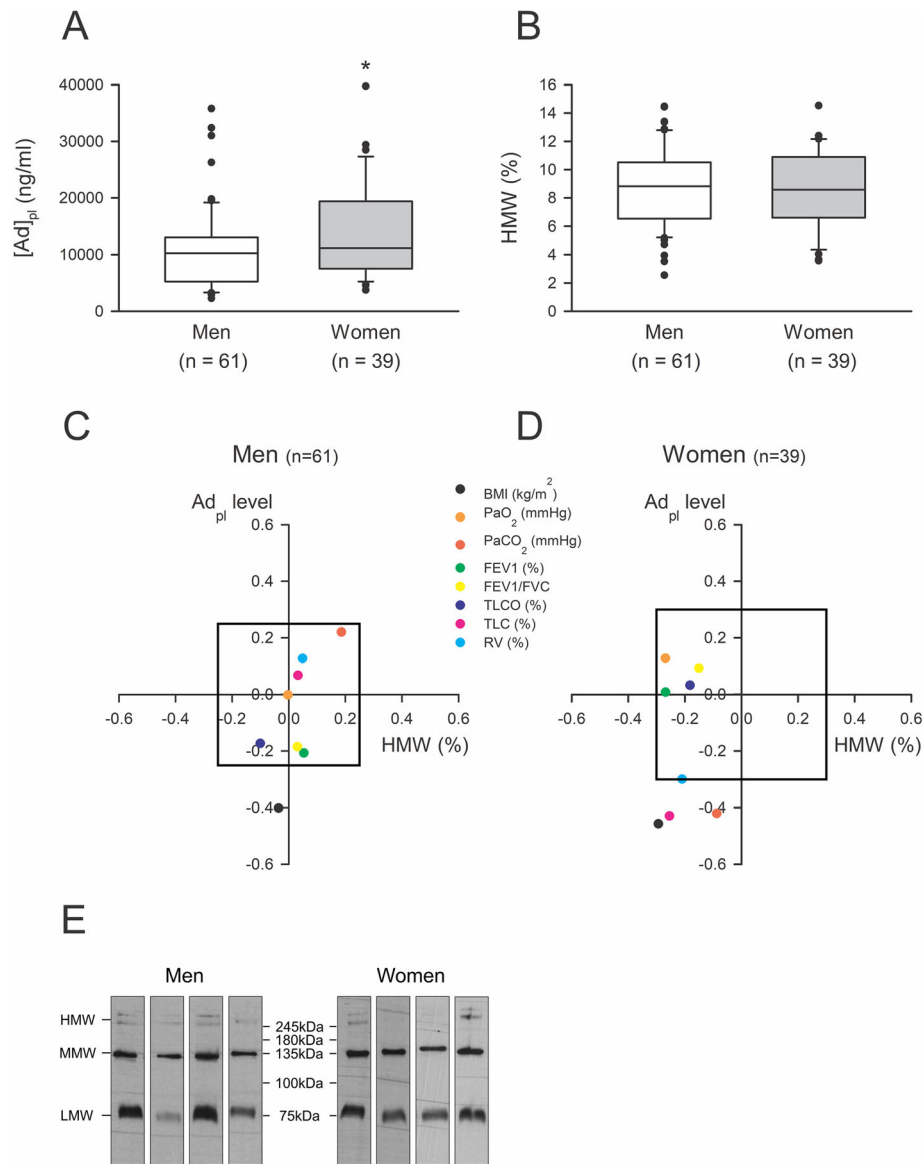 A
*
[Ad]pl (ng/ml)
40000
30000
20000
10000
0
Men
Women
(n = 61)
(n = 39)
B
HMW (%)
16
14
12
10
8
6
4
2
0
Men
Women
(n = 61)
(n = 39)
C
Men (n=61)
Adpl level
0.6
0.4
0.2
0.0
-0.2
-0.4
-0.6
-0.6 -0.4 -0.2 0.0 0.2 0.4 0.6
HMW (%)
BMI (kg/m2)
PaO2 (mmHg)
PaCO2 (mmHg)
FEV1 (%)
FEV1/FVC
TLCO (%)
TLC (%)
RV (%)
D
Women (n=39)
Adpl level
0.6
0.4
0.2
0.0
-0.2
-0.4
-0.6
-0.6 -0.4 -0.2 0.0 0.2 0.4 0.6
HMW (%)
E
Men
Women
HMW
MMW
LMW
245kDa
180kDa
135kDa
100kDa
75kDa